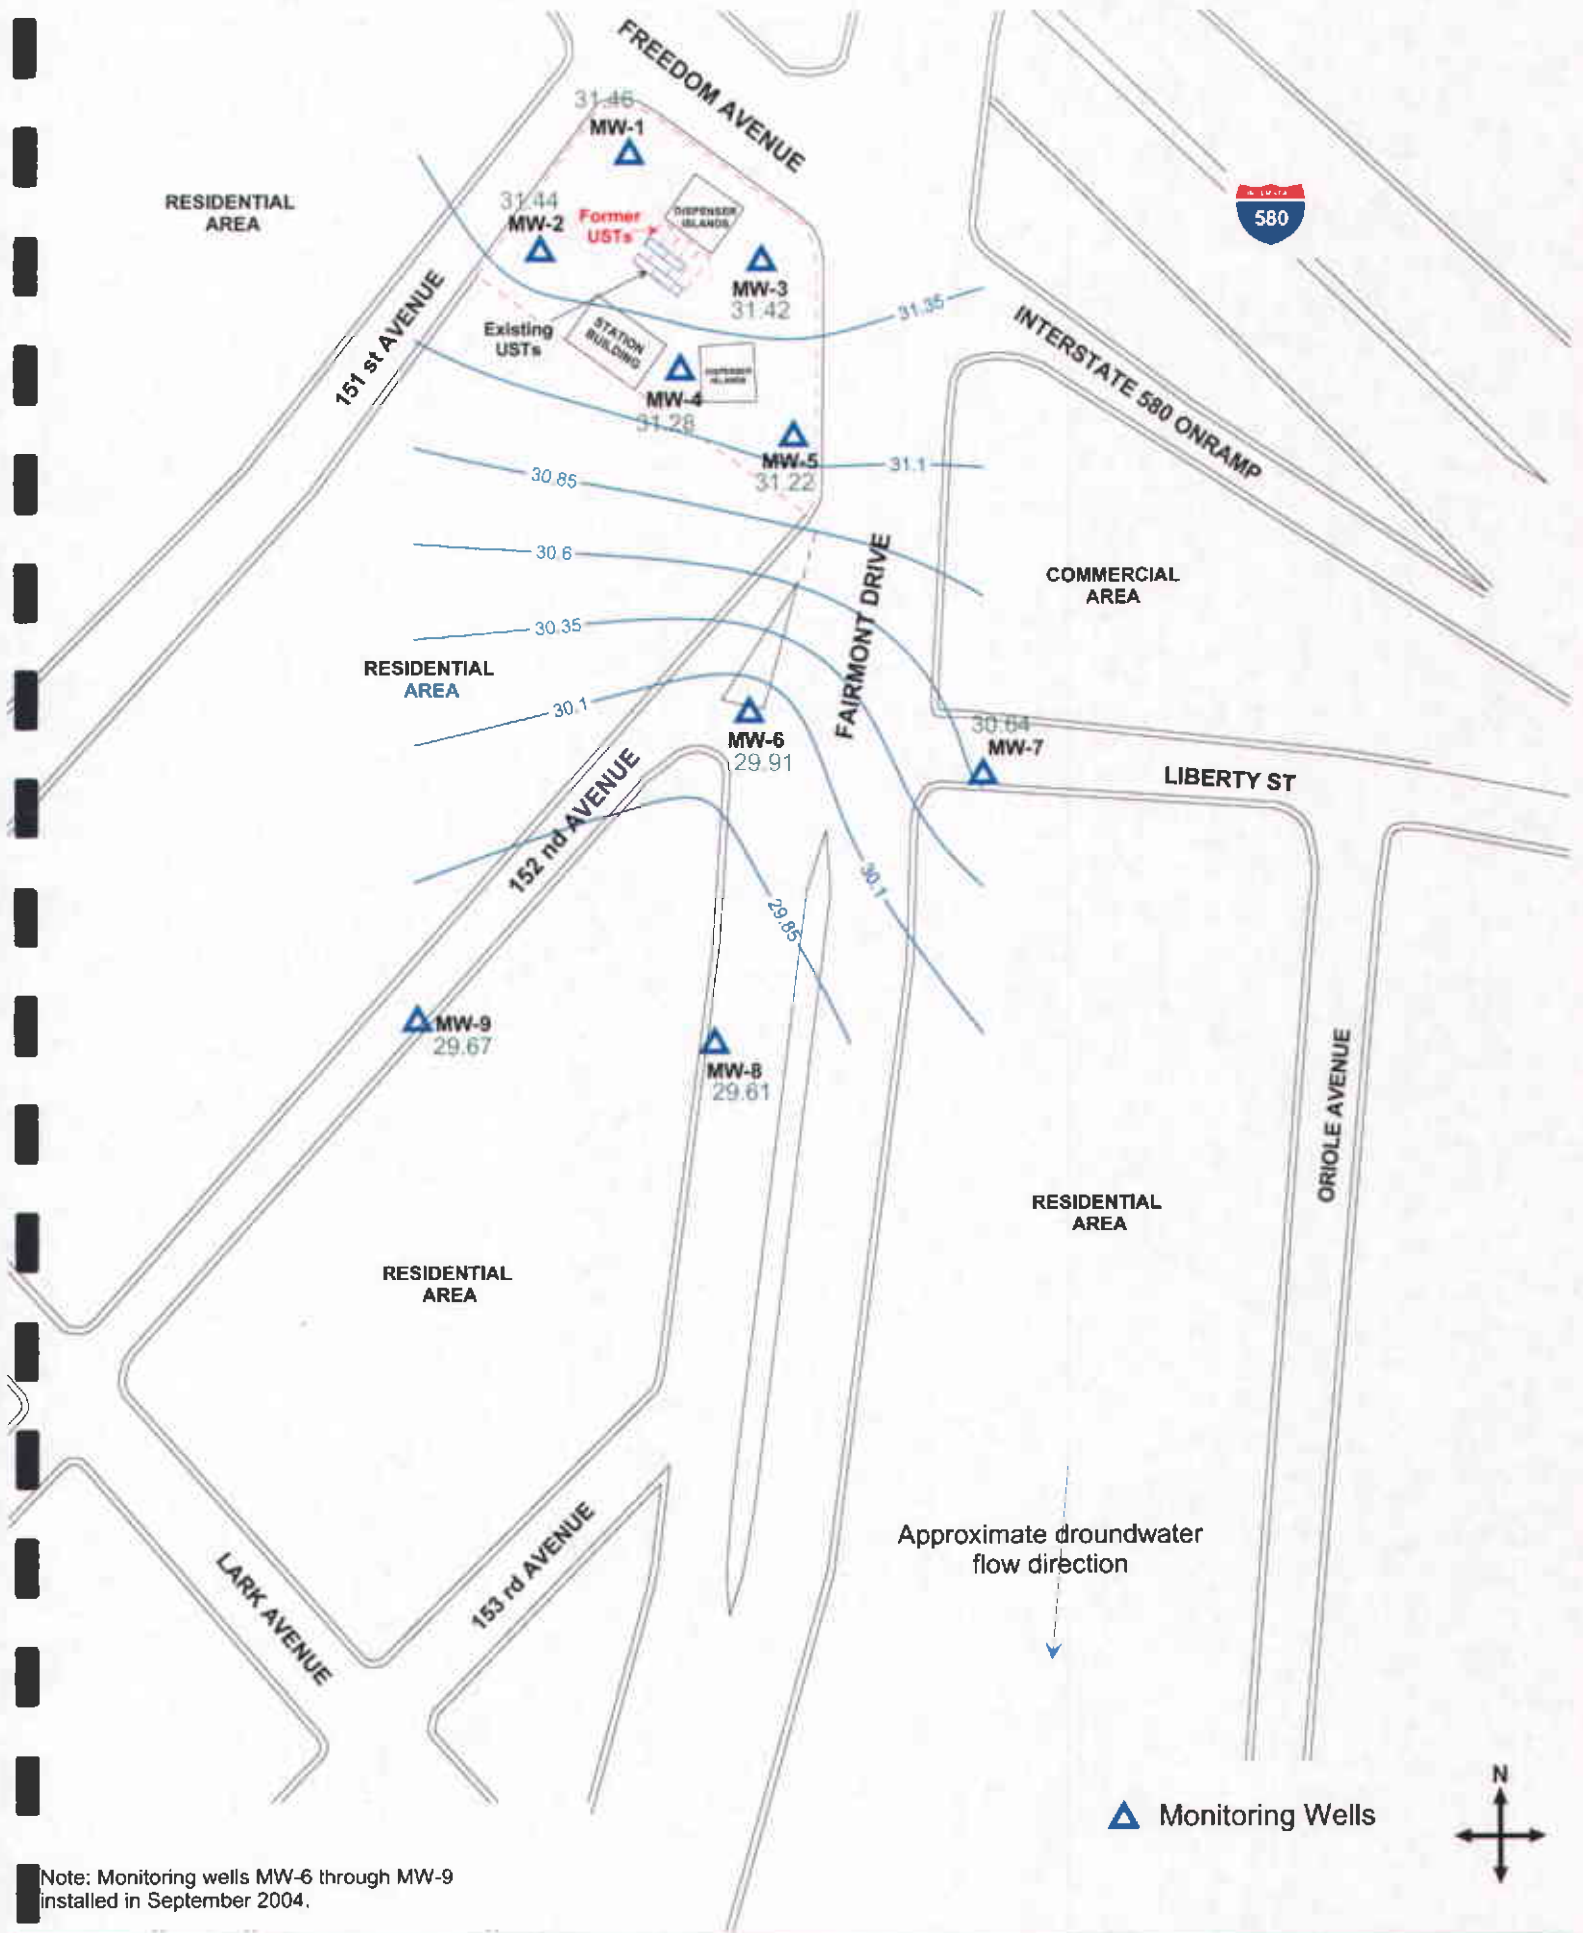 FREEDOM AVENUE
31.46
MW-1
RESIDENTIAL
AREA
31.44
MW-2
Former
USTs
DISPENSER
ISLANDS
580
MW-3
31.42
151 st AVENUE
Existing
USTs
STATION
BUILDING
31.35
INTERSTATE 580 ONRAMP
DISPENSER
ISLANDS
MW-4
31.28
MW-5
31.22
31.1
30.85
30.6
COMMERCIAL
AREA
30.35
FAIRMONT DRIVE
RESIDENTIAL
AREA
30.1
MW-6
29.91
30.64
MW-7
LIBERTY ST
152 nd AVENUE
30.1
29.85
MW-9
29.67
MW-8
29.61
ORIOLE AVENUE
RESIDENTIAL
AREA
RESIDENTIAL
AREA
Approximate droundwater
flow direction
LARK AVENUE
153 rd AVENUE
N
Monitoring Wells
Note: Monitoring wells MW-6 through MW-9
installed in September 2004.